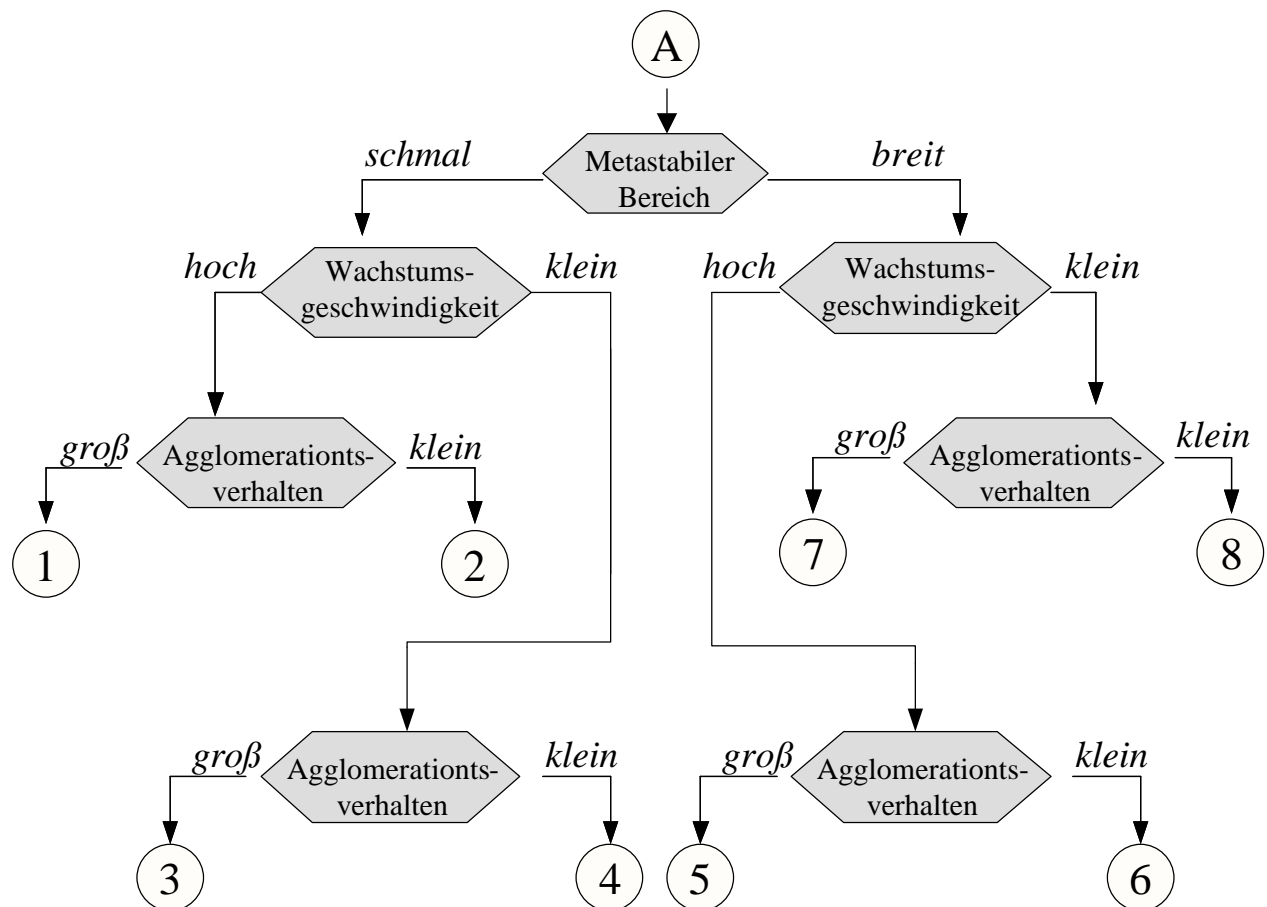 A
schmal
Metastabiler
Bereich
breit
hoch
Wachstums-
geschwindigkeit
klein
hoch
Wachstums-
geschwindigkeit
klein
groß
Agglomerationts-
verhalten
klein
groß
Agglomerationts-
verhalten
klein
1
2
7
8
groß
Agglomerationts-
verhalten
klein
groß
Agglomerationts-
verhalten
klein
3
4
5
6